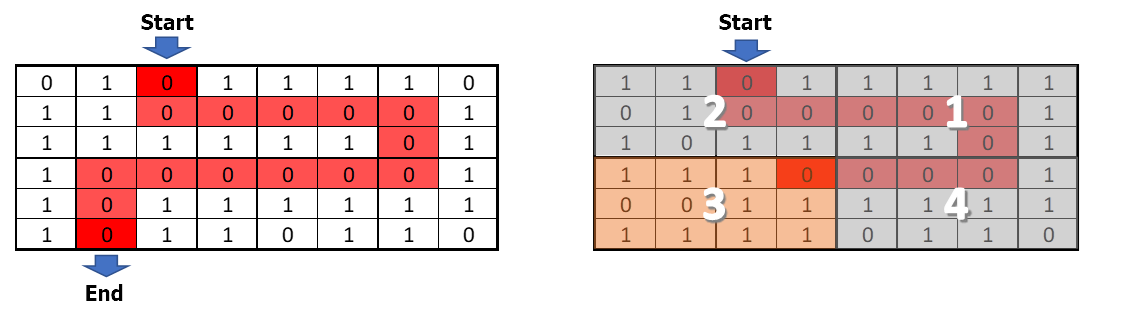 Start
0 1 0 1 1 1 1 0
1 1 0 0 0 0 0 1
1 1 1 1 1 1 0 1
1 0 0 0 0 0 0 1
1 0 1 1 1 1 1 1
1 0 1 1 0 1 1 0
End
Start
1 1 0 1 1 1 1 1
0 1 0 0 0 0 0 1
2 1
1 0 1 1 1 1 0 1
1 1 1 0 0 0 0 1
0 0 1 1 1 1 1 1
3 4
1 1 1 1 0 1 1 0